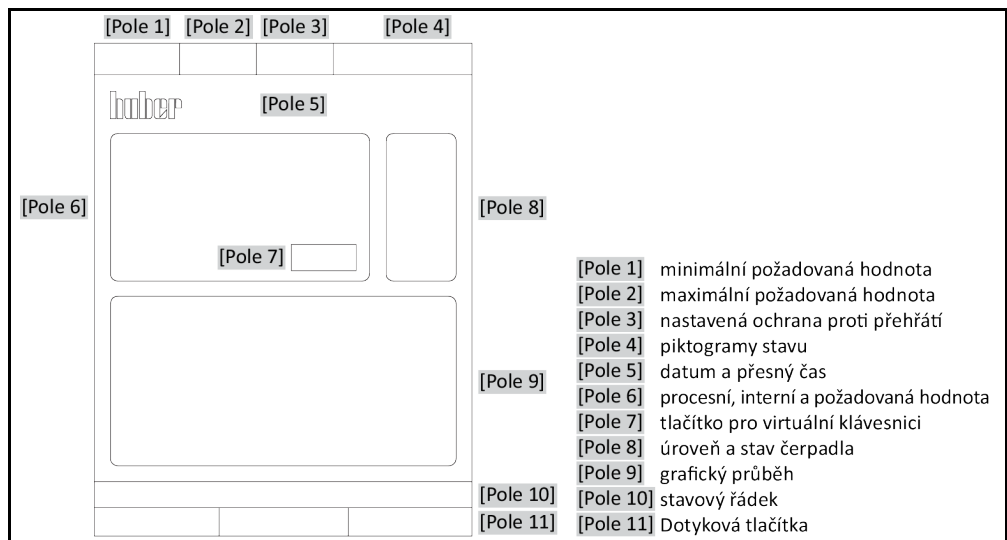 [Pole 1] [Pole 2] [Pole 3] [Pole 4]
huber [Pole 5]
[Pole 6]
[Pole 8]
[Pole 7]
[Pole 9]
[Pole 10]
[Pole 11]
[Pole 1] minimální požadovaná hodnota
[Pole 2] maximální požadovaná hodnota
[Pole 3] nastavená ochrana proti přehřátí
[Pole 4] piktogramy stavu
[Pole 5] datum a přesný čas
[Pole 6] procesní, interní a požadovaná hodnota
[Pole 7] tlačítko pro virtuální klávesnici
[Pole 8] úroveň a stav čerpadla
[Pole 9] grafický průběh
[Pole 10] stavový řádek
[Pole 11] Dotyková tlačítka